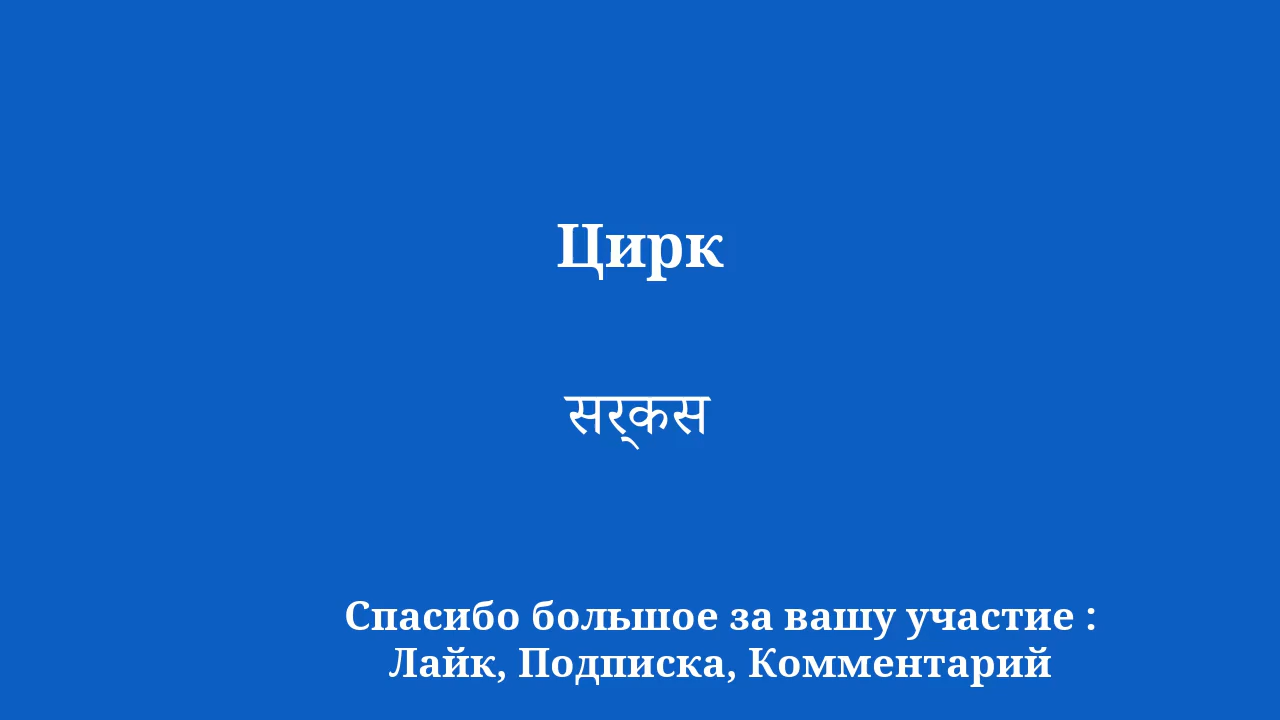 Цирк
सर्कस
Спасибо большое за вашу участие :
Лайк, Подписка, Комментарий